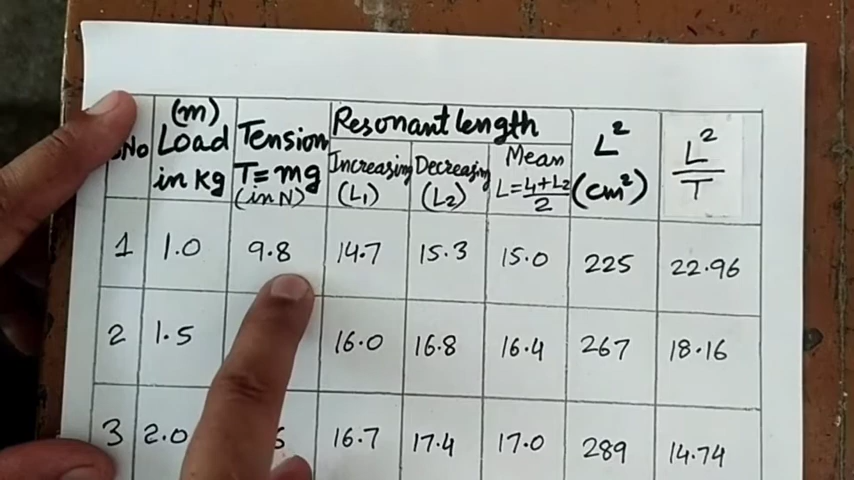 No
(m)
Load
in Kg
Tension
T=mg
(in N)
Resonant length
Increasing
(L₁)
Decreasing
(L₂)
Mean
L=L₁+L₂/2
L²
(cm²)
L²/T
1 1.0 9.8 14.7 15.3 15.0 225 22.96
2 1.5 16.0 16.8 16.4 267 18.16
3 2.0 16.7 17.4 17.0 289 14.74